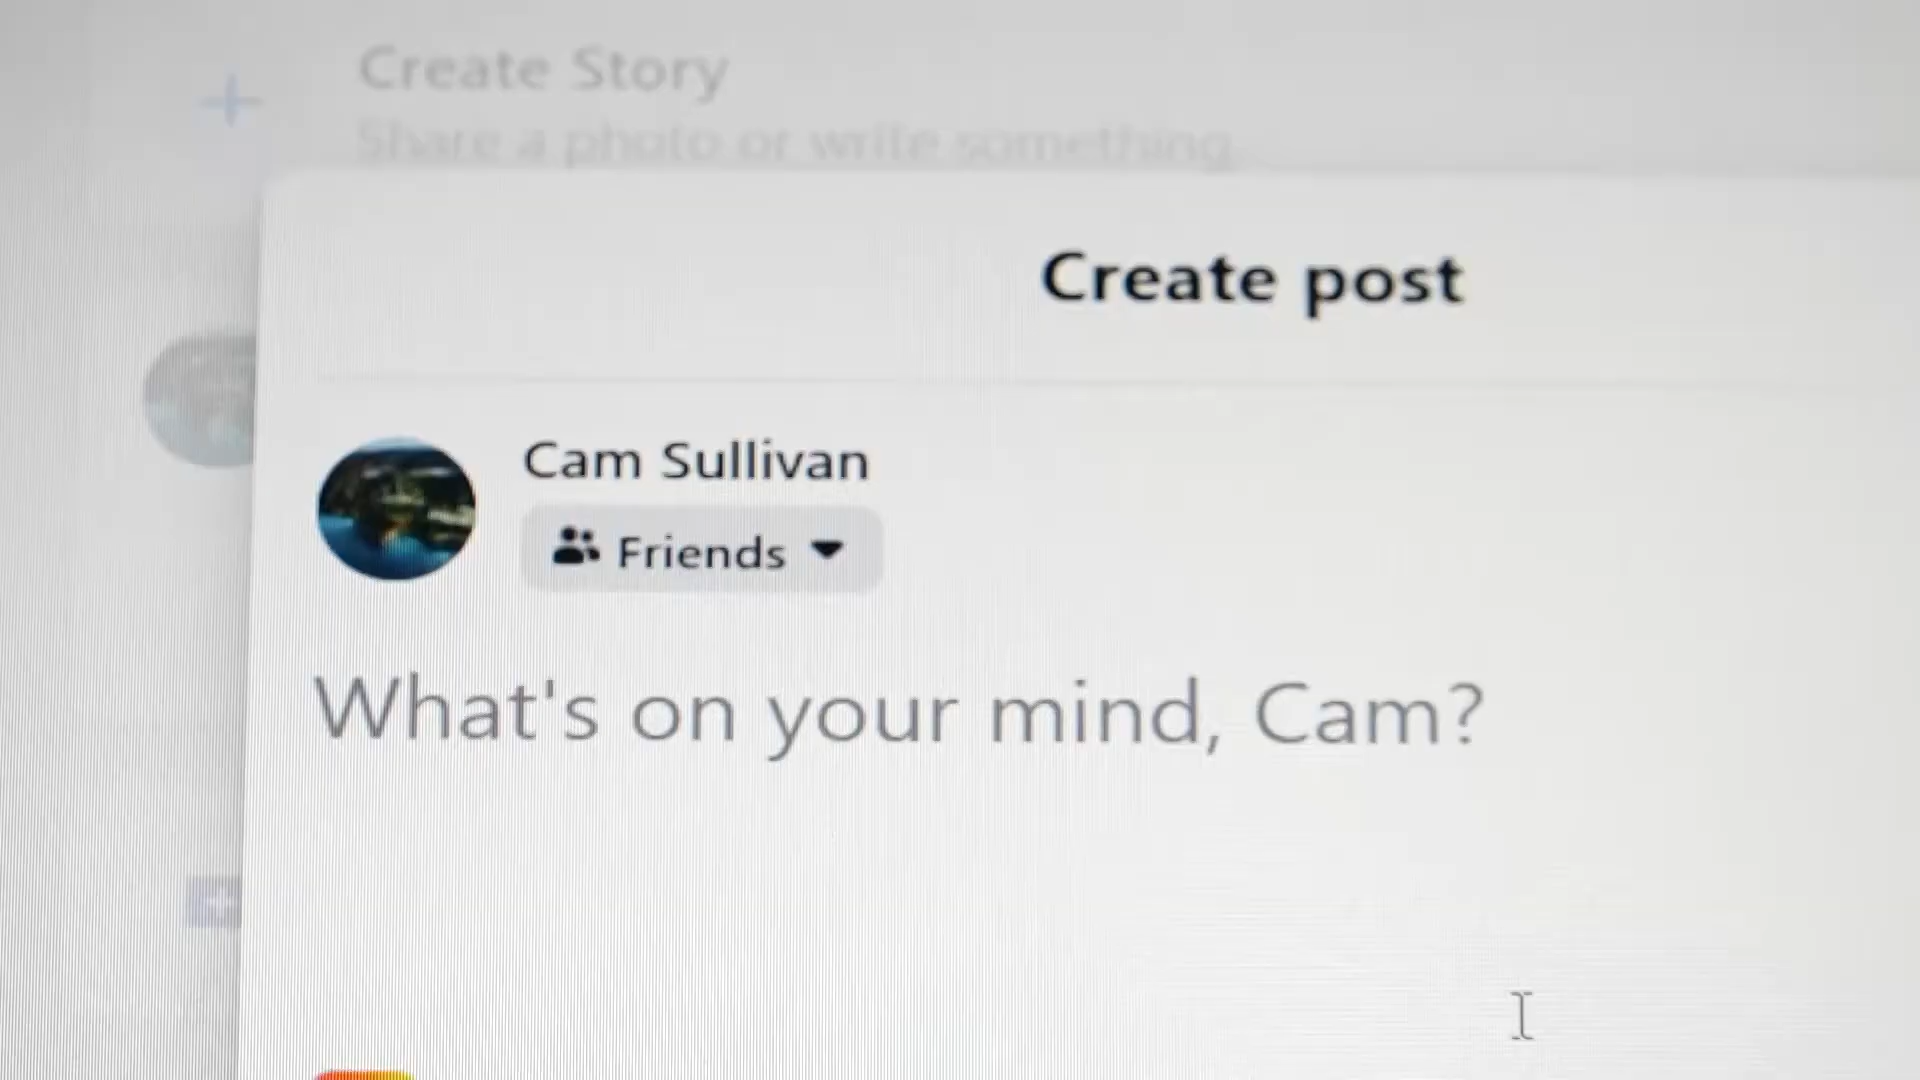 Create Story
Share a photo or write something.
Create post
Cam Sullivan
Friends
What's on your mind, Cam?